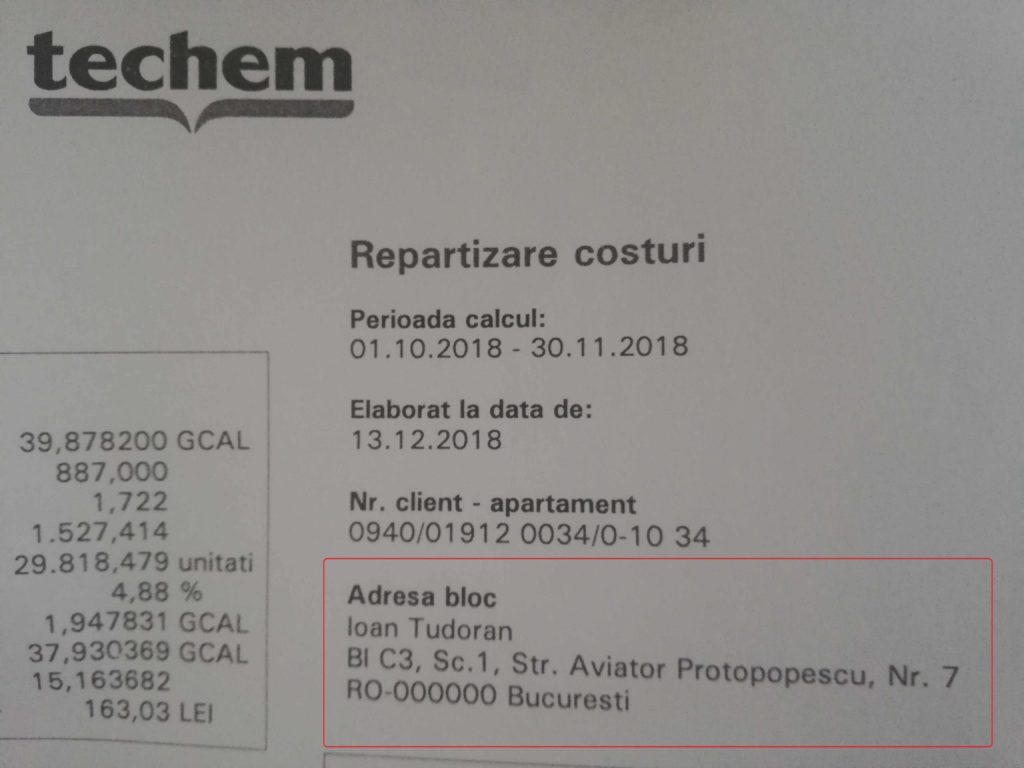 techem
Repartizare costuri
Perioada calcul:
01.10.2018 - 30.11.2018
Elaborat la data de:
13.12.2018
Nr. client - apartament
0940/01912 0034/0-10 34
Adresa bloc
Ioan Tudoran
Bl C3, Sc.1, Str. Aviator Protopopescu, Nr. 7
RO-000000 Bucuresti
39,878200 GCAL
887,000
1,722
1.527,414
29.818,479 unitati
4,88 %
1,947831 GCAL
37,930369 GCAL
15,163682
163,03 LEI